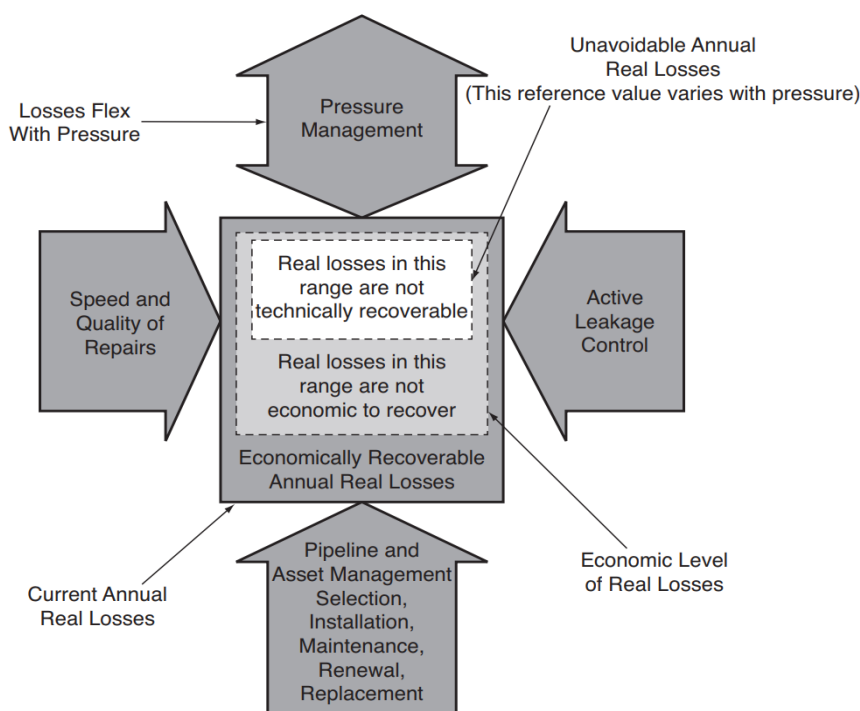 Unavoidable Annual
Real Losses
(This reference value varies with pressure)
Losses Flex
With Pressure
Pressure
Management
Speed and
Quality of
Repairs
Real losses in this
range are not
technically recoverable
Real losses in this
range are not
economic to recover
Economically Recoverable
Annual Real Losses
Active
Leakage
Control
Current Annual
Real Losses
Pipeline and
Asset Management
Selection,
Installation,
Maintenance,
Renewal,
Replacement
Economic Level
of Real Losses